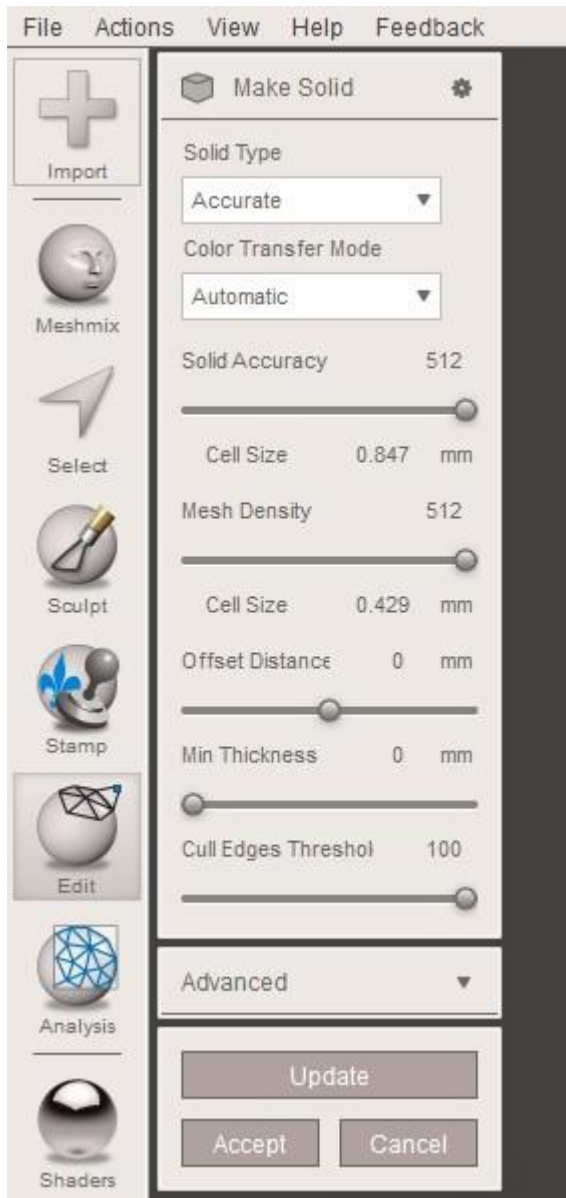 File Actions View Help Feedback
Import
Meshmix
Select
Sculpt
Stamp
Edit
Analysis
Shaders
Make Solid
Solid Type
Accurate
Color Transfer Mode
Automatic
Solid Accuracy 512
Cell Size 0.847 mm
Mesh Density 512
Cell Size 0.429 mm
Offset Distance 0 mm
Min Thickness 0 mm
Cull Edges Threshol 100
Advanced
Update
Accept Cancel